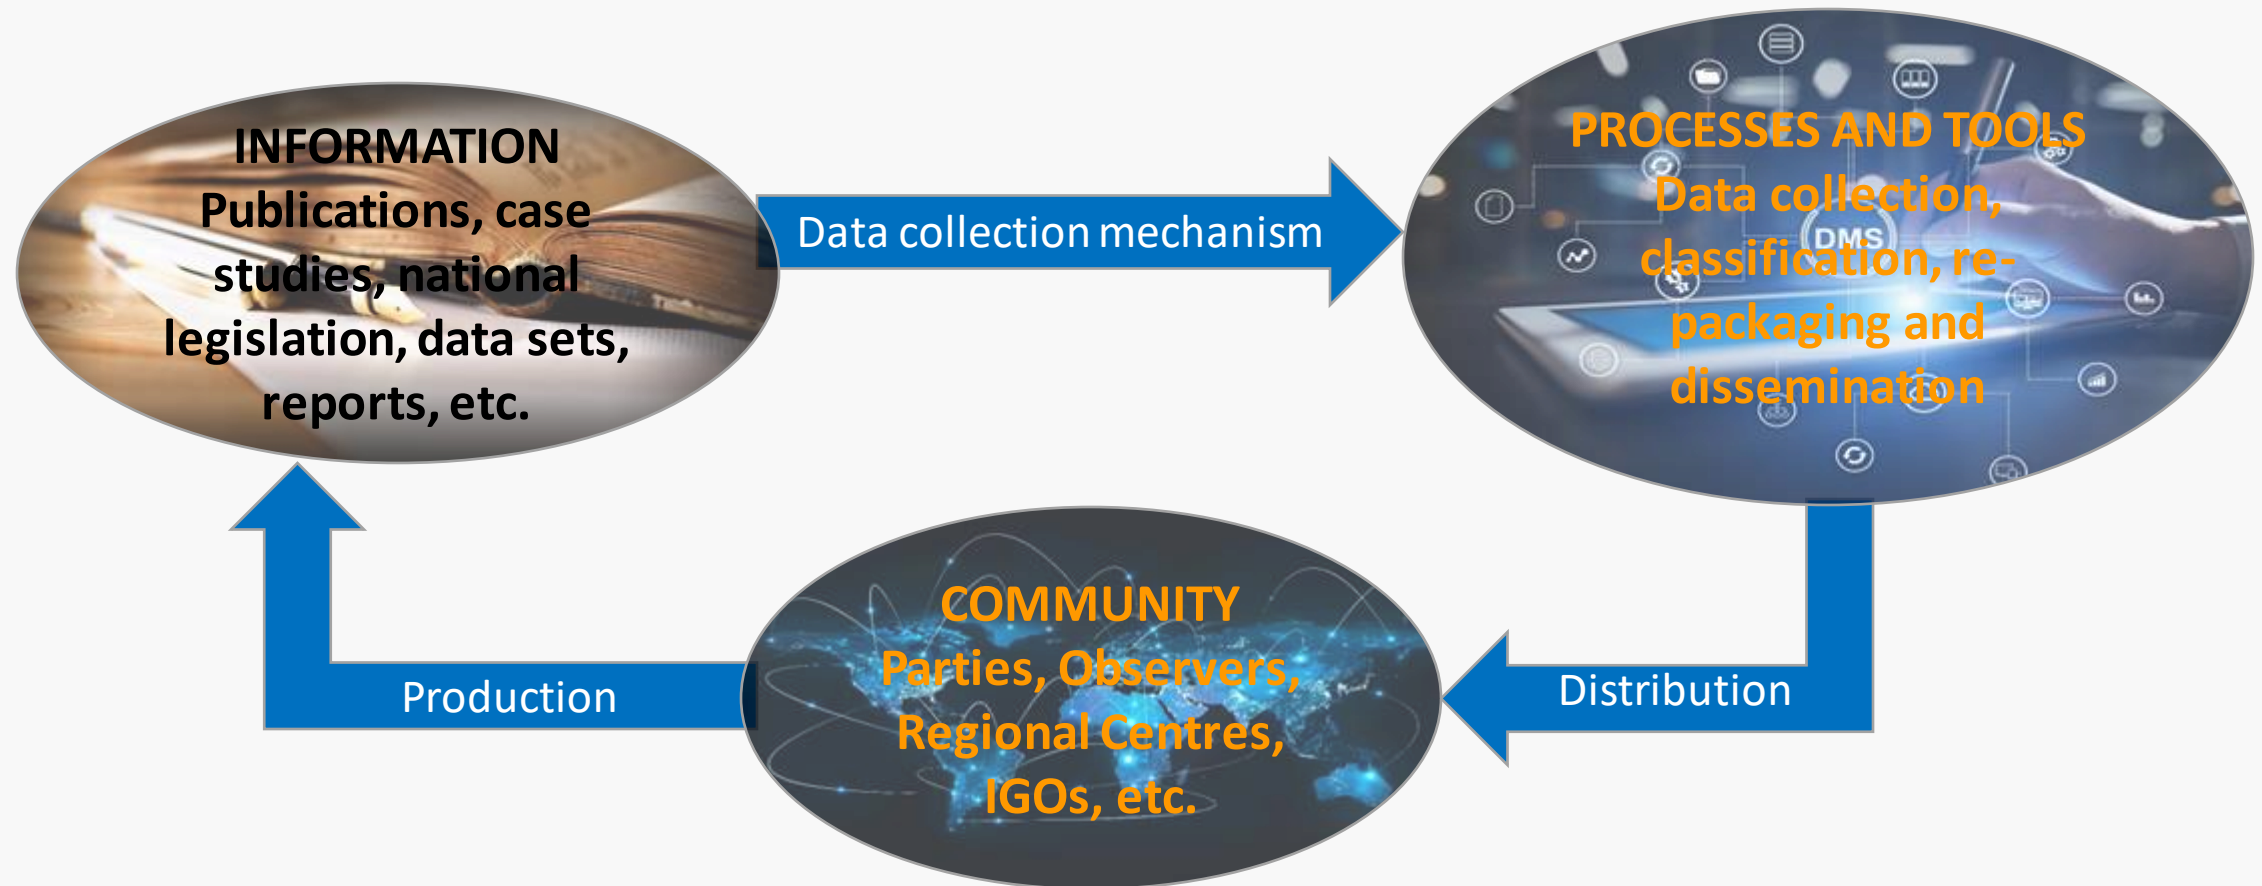 INFORMATION
Publications, case
studies, national
legislation, data sets,
reports, etc.
Data collection mechanism
PROCESSES AND TOOLS
Data collection,
classification, re-
packaging and
dissemination
DMS
COMMUNITY
Parties, Observers,
Regional Centres,
IGOs, etc.
Distribution
Production